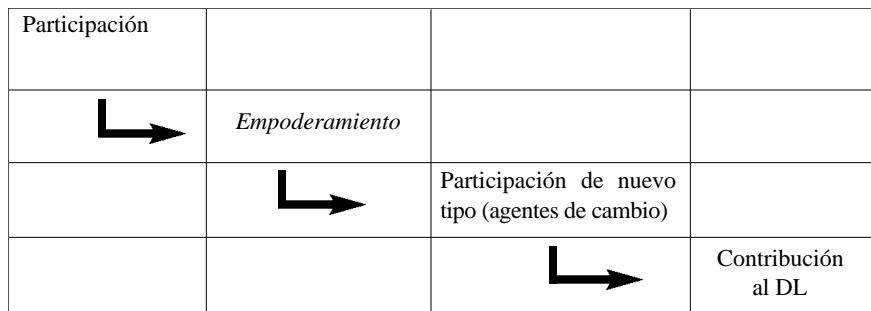 Participación
Empoderamiento
Participación de nuevo
tipo (agentes de cambio)
Contribución
al DL